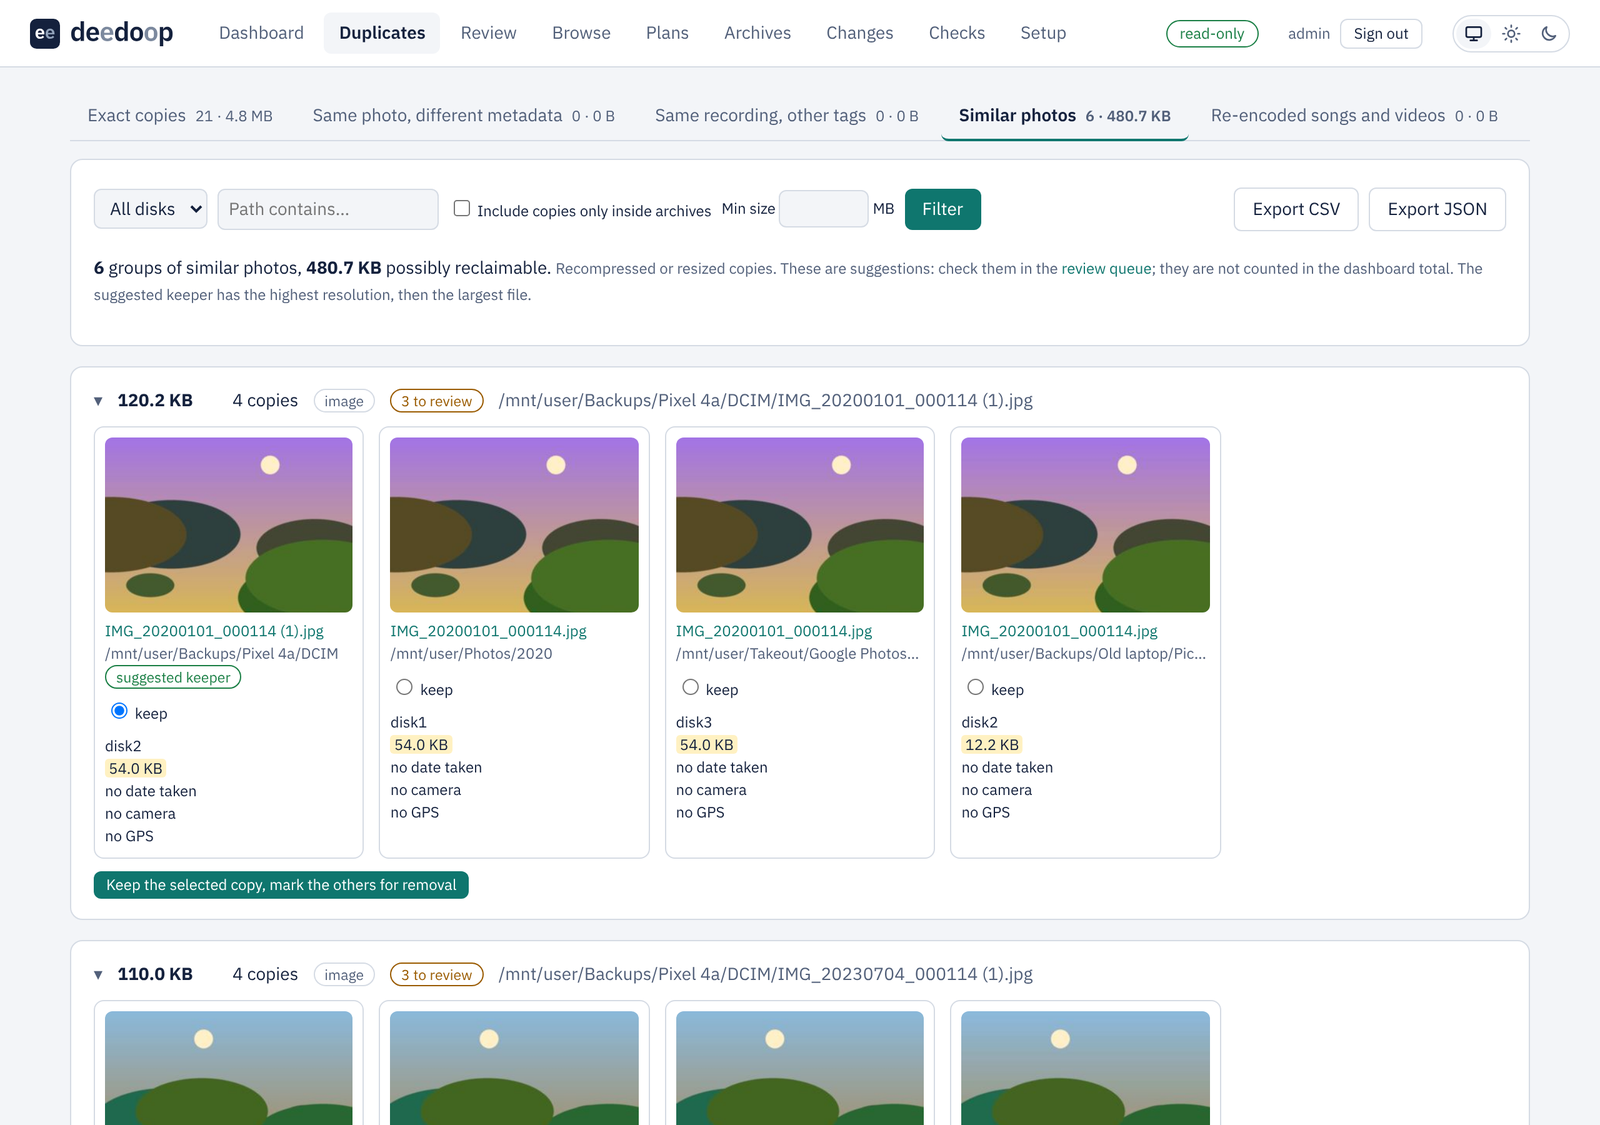 ee deedoop Dashboard Duplicates Review Browse Plans Archives Changes Checks Setup read-only admin Sign out
Exact copies 21 · 4.8 MB Same photo, different metadata 0 · 0 B Same recording, other tags 0 · 0 B Similar photos 6 · 480.7 KB Re-encoded songs and videos 0 · 0 B
All disks Path contains... Include copies only inside archives Min size MB Filter Export CSV Export JSON
6 groups of similar photos, 480.7 KB possibly reclaimable. Recompressed or resized copies. These are suggestions: check them in the review queue; they are not counted in the dashboard total. The
suggested keeper has the highest resolution, then the largest file.
▼ 120.2 KB 4 copies image 3 to review /mnt/user/Backups/Pixel 4a/DCIM/IMG_20200101_000114 (1).jpg
IMG_20200101_000114 (1).jpg
/mnt/user/Backups/Pixel 4a/DCIM
suggested keeper
keep
disk2
54.0 KB
no date taken
no camera
no GPS
IMG_20200101_000114.jpg
/mnt/user/Photos/2020
keep
disk1
54.0 KB
no date taken
no camera
no GPS
IMG_20200101_000114.jpg
/mnt/user/Takeout/Google Photos...
keep
disk3
54.0 KB
no date taken
no camera
no GPS
IMG_20200101_000114.jpg
/mnt/user/Backups/Old laptop/Pic...
keep
disk2
12.2 KB
no date taken
no camera
no GPS
Keep the selected copy, mark the others for removal
▼ 110.0 KB 4 copies image 3 to review /mnt/user/Backups/Pixel 4a/DCIM/IMG_20230704_000114 (1).jpg